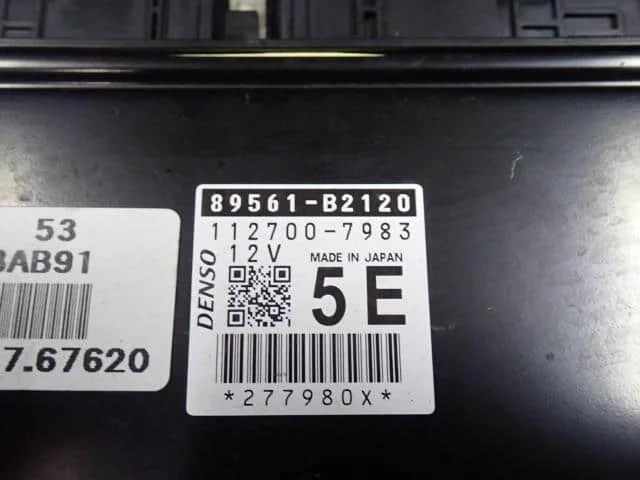 53
BAB91
7.67620
89561-B2120
112700-7983
12V
MADE IN JAPAN
DENSO
5E
*277980X*